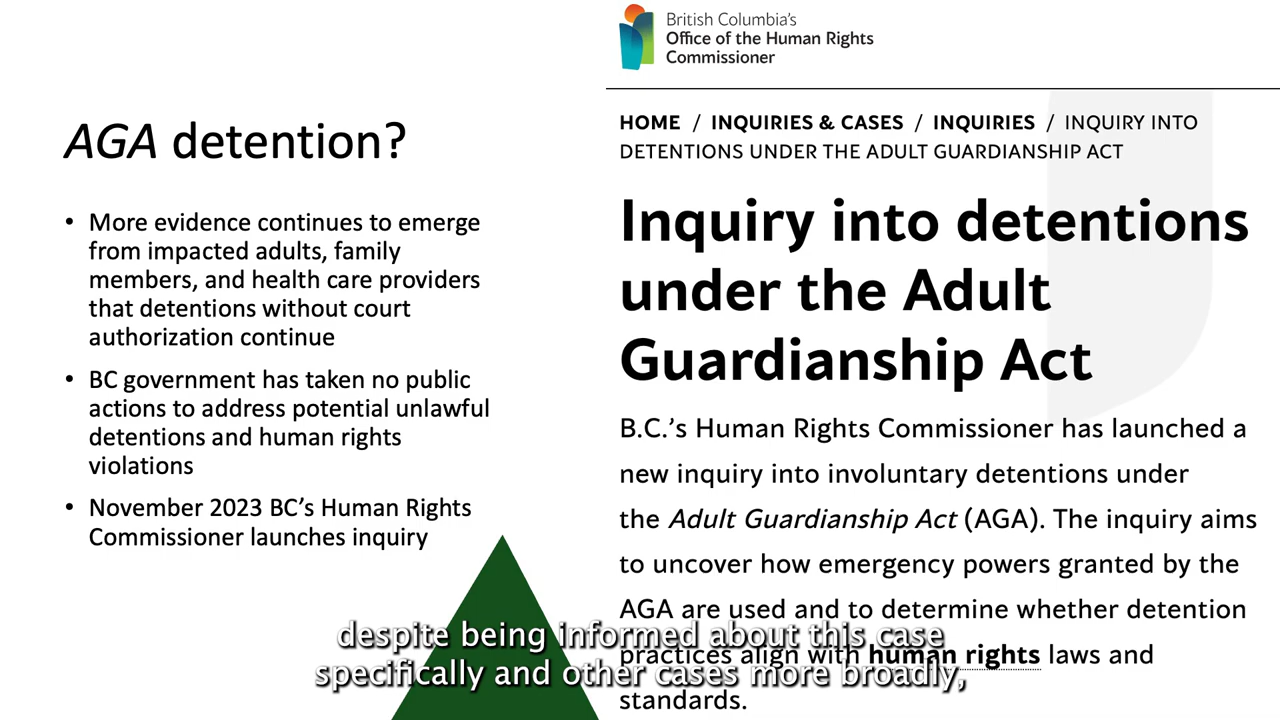 AGA detention?
• More evidence continues to emerge
from impacted adults, family
members, and health care providers
that detentions without court
authorization continue
• BC government has taken no public
actions to address potential unlawful
detentions and human rights
violations
• November 2023 BC’s Human Rights
Commissioner launches inquiry
British Columbia’s
Office of the Human Rights
Commissioner
HOME / INQUIRIES & CASES / INQUIRIES / INQUIRY INTO
DETENTIONS UNDER THE ADULT GUARDIANSHIP ACT
Inquiry into detentions
under the Adult
Guardianship Act
B.C.’s Human Rights Commissioner has launched a
new inquiry into involuntary detentions under
the Adult Guardianship Act (AGA). The inquiry aims
to uncover how emergency powers granted by the
AGA are used and to determine whether detention
practices align with human rights laws and
standards.
despite being informed about this case
specifically and other cases more broadly,